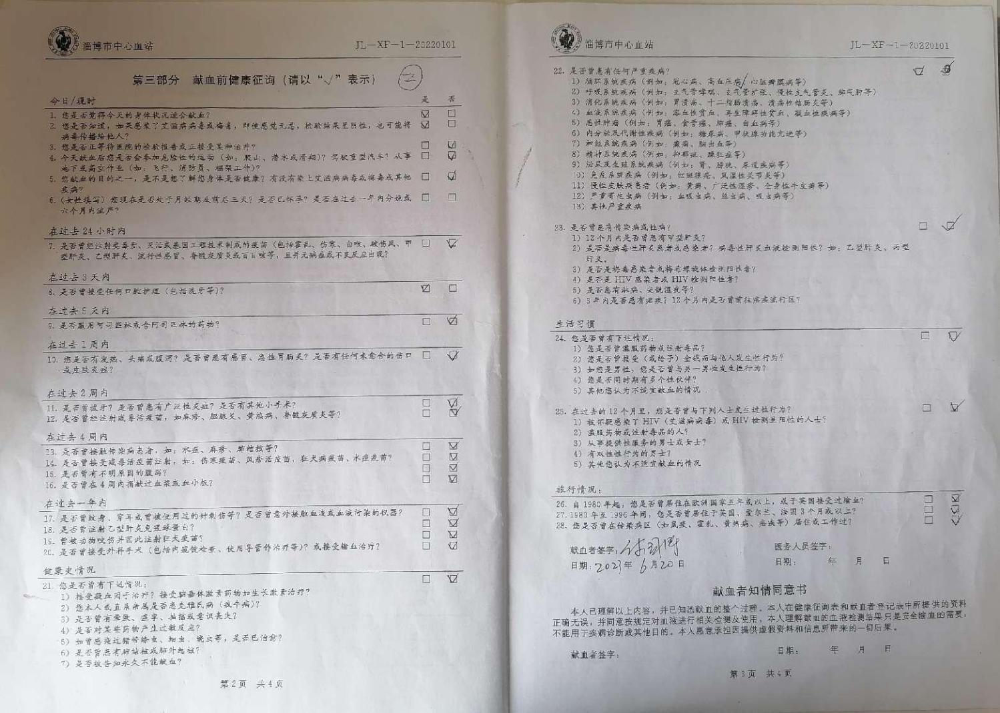 淄博市中心血站
JL-XF-1-20220101
第三部分 献血前健康征询（请以“√”表示）
今日/现时 是 否
1. 您是否觉得今天的身体状况适合献血？
2. 您是否知道，如果感染了艾滋病病毒或梅毒，即使感觉无恙，检验结果呈阴性，也可能将
病毒传播给他人？
3. 您是否正等待医院的检验报告或正接受某种治疗？
4. 今天献血后您是否会参加危险性的运动（如：爬山、潜水或滑翔）？驾驶重型汽车？从事
地下或高空作业（如：飞行、消防员、棚架工作）？
5. 您献血的目的之一，是不是想了解您身体是否健康？有没有染上艾滋病病毒或梅毒或其他
疾病？
6.（女性填写）您现在是否处于月经期及前后三天？是否已怀孕？是否在过去一年内分娩或
六个月内流产？
在过去 24 小时内
7. 是否曾经注射类毒素、灭活或基因工程技术制成的疫苗（包括霍乱、伤寒、白喉、破伤风、甲
型肝炎、乙型肝炎、流行性感冒、脊髓灰质炎或百日咳等，且并无病症或不良反应出现？
在过去 3 天内
8. 是否曾接受任何口腔护理（包括洗牙等）？
在过去 5 天内
9. 是否服用阿司匹林或含阿司匹林的药物？
在过去 1 周内
10. 您是否有发热、头痛或腹泻？是否曾患有感冒、急性胃肠炎？是否有任何未愈合的伤口
或皮肤炎症？
在过去 2 周内
11. 是否曾拔牙？是否曾患有广泛性炎症？是否有其他小手术？
12. 是否曾经注射减毒活疫苗，如麻疹、腮腺炎、黄热病、脊髓灰质炎等？
在过去 4 周内
13. 是否曾接触传染病患者，如：水痘、麻疹、肺结核等？
14. 是否曾接受减毒活疫苗注射，如：伤寒疫苗、风疹活疫苗、狂犬病疫苗、水痘疫苗？
15. 是否曾有不明原因的腹泻？
16. 是否曾在 4 周内捐献过血浆或血小板？
在过去一年内
17. 是否曾纹身、穿耳或曾被使用过的针刺伤等？是否曾意外接触血液或血液污染的仪器？
18. 是否曾注射乙型肝炎免疫球蛋白？
19. 曾被动物咬伤并因此注射狂犬疫苗？
20. 是否曾接受外科手术（包括内窥镜检查、使用导管作治疗等）？或接受输血治疗？
健康史情况
21. 您是否曾有下述情况：
1）接受凝血因子治疗？接受脑垂体激素药物如生长激素治疗？
2）您本人或直系亲属是否患克雅氏病（疯牛病）？
3）是否曾有晕厥、痉挛、抽搐或意识丧失？
4）是否对某些药物产生过敏反应？
5）如曾感染过猪带绦虫、蛔虫、蛲虫等，是否已治愈？
6）是否曾患有肺结核或肺外结核？
7）是否被告知永久不能献血？
第 2 页 共 4 页
淄博市中心血站
JL-XF-1-20220101
22. 是否曾患有任何严重疾病？
1）循环系统疾病（例如：冠心病、高血压病、心脏瓣膜病等）
2）呼吸系统疾病（例如：支气管哮喘、支气管扩张、慢性支气管炎、肺气肿等）
3）消化系统疾病（例如：胃溃疡、十二指肠溃疡、溃疡性结肠炎等）
4）血液系统疾病（例如：溶血性贫血、再生障碍性贫血、凝血性疾病等）
5）恶性肿瘤（例如：胃癌、食管癌、肺癌、白血病等）
6）内分泌及代谢性疾病（例如：糖尿病、甲状腺功能亢进等）
7）神经系统疾病（例如：癫痫、脑出血等）
8）精神系统疾病（例如：抑郁症、躁狂症等）
9）泌尿及生殖系统疾病（例如：肾、膀胱、尿道疾病等）
10）免疫系统疾病（例如：红斑狼疮、风湿性关节炎等）
11）慢性皮肤病患者（例如：黄癣、广泛性湿疹、全身性牛皮癣等）
12）严重寄生虫病（例如：血吸虫病、丝虫病、吸虫病等）
13）其他严重疾病
23. 是否曾患有传染病或性病？
1）12 个月内是否曾患有甲型肝炎？
2）是否是病毒性肝炎患者或感染者？病毒性肝炎血液检测阳性？如：乙型肝炎、丙型
肝炎。
3）是否是梅毒感染者或梅毒螺旋体检测阳性者？
4）是否是 HIV 感染者或 HIV 检测阳性者？
5）是否患有淋病、尖锐湿疣等？
6）3 年内是否患有疟疾？12 个月内是否曾前往疟疾流行区？
生活习惯
24. 您是否曾有下述情况：
1）您是否曾滥服药物或注射毒品？
2）您是否曾接受（或给予）金钱而与他人发生性行为？
3）如您是男性，您是否曾与另一男性发生性行为？
4）您是否同时期有多个性伙伴？
5）其他您认为不适宜献血的情况
25. 在过去的 12 个月里，您是否曾与下列人士发生过性行为？
1）被怀疑感染了 HIV（艾滋病病毒）或 HIV 检测呈阳性的人士？
2）滥服药物或注射毒品的人？
3）从事提供性服务的男士或女士？
4）有双性性行为的男士？
5）其他您认为不适宜献血的情况
旅行情况：
26. 自 1980 年起，您是否曾居住在欧洲国家五年或以上，或于英国接受过输血？
27. 1980 年至 1996 年间，您是否曾居住于英国、爱尔兰、法国 3 个月或以上？
28. 您是否曾在传染病区（如鼠疫、霍乱、黄热病、疟疾等）居住或工作过？
献血者签字： 医务人员签字：
日期：2023 年 6 月 20 日 日期： 年 月 日
献血者知情同意书
本人已理解以上内容，并已知悉献血的整个过程。本人在健康征询表和献血者登记表中所提供的资料
正确无误，并同意按规定对血液进行相关检测及使用。本人理解献血的血液检测结果只是安全输血的需要，
不能用于疾病诊断或其他目的。本人愿意承担因提供虚假资料和信息所带来的一切后果。
献血者签字： 日期： 年 月 日
第 3 页 共 4 页